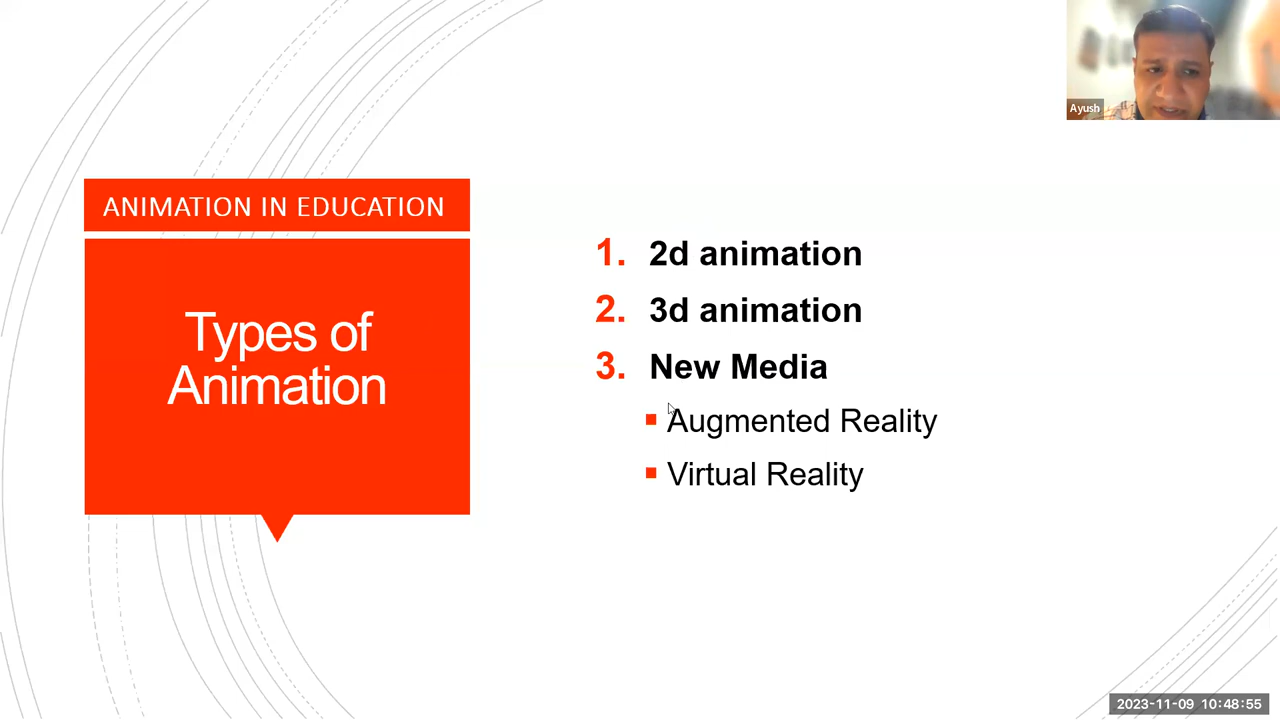 Ayush
ANIMATION IN EDUCATION
Types of
Animation
1. 2d animation
2. 3d animation
3. New Media
▪ Augmented Reality
▪ Virtual Reality
2023-11-09 10:48:55